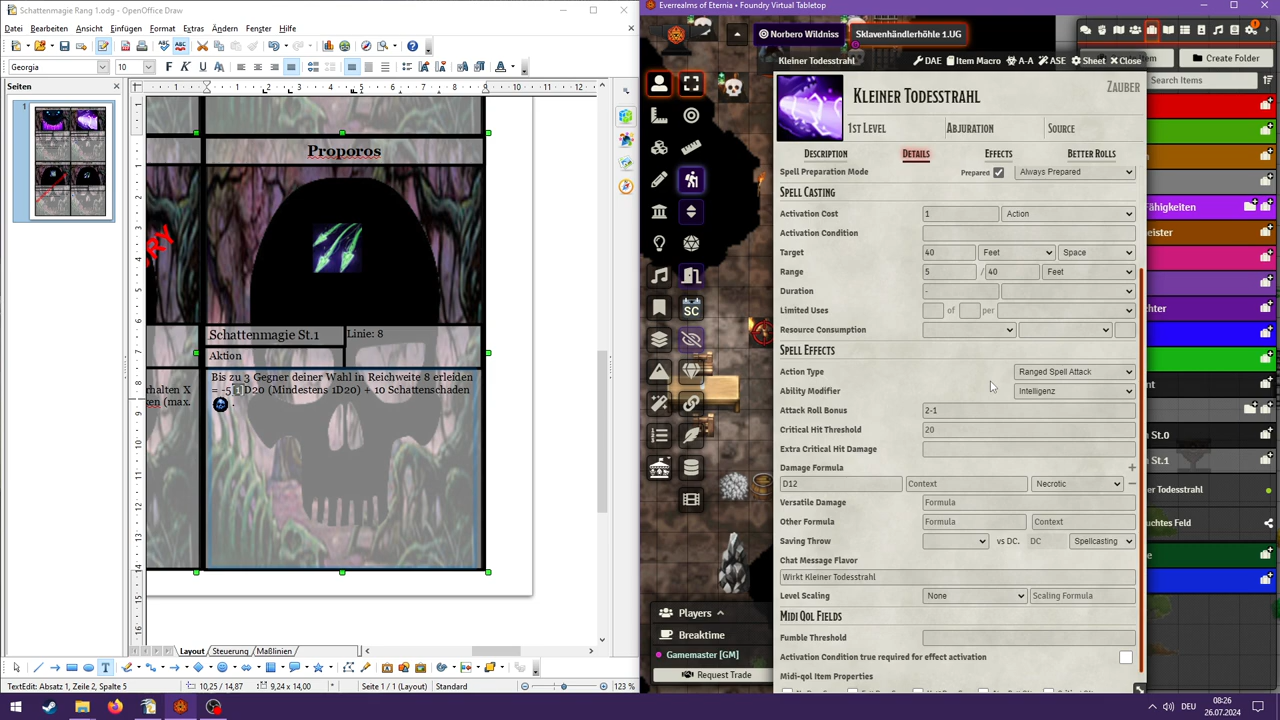 Schattenmagie Rang 1.odg - OpenOffice Draw
Datei Bearbeiten Ansicht Einfügen Format Extras Ändern Fenster Hilfe
Georgia 10
Seiten
1
Proporos
Schattenmagie St.1 Linie: 8
Aktion
Bis zu 3 Gegner deiner Wahl in Reichweite 8 erleiden
5 1D20 (Mindestens 1D20) + 10 Schattenschaden
.
rhalten X
(max.
Layout Steuerung Maßlinien
Textedit: Absatz 1, Zeile 2, Spalte 5 10,25 / 14,87 9,24 x 14,00 Seite 1 / 1 (Layout) Standard 123 %
Everrealms of Eternia • Foundry Virtual Tabletop
Norbero Wildniss Sklavenhändlerhöhle 1.UG
Kleiner Todesstrahl DAE Item Macro A-A ASE Sheet Close
Create Folder
Search Items
Kleiner Todesstrahl Zauber
1st Level Abjuration Source
Description Details Effects Better Rolls
Spell Preparation Mode Prepared Always Prepared
Spell Casting
Activation Cost 1 Action
Activation Condition
Target 40 Feet Space
Range 5 / 40 Feet
Duration -
Limited Uses of per
Resource Consumption
Spell Effects
Action Type Ranged Spell Attack
Ability Modifier Intelligenz
Attack Roll Bonus 2-1
Critical Hit Threshold 20
Extra Critical Hit Damage
Damage Formula
D12 Context Necrotic
Versatile Damage Formula
Other Formula Formula Context
Saving Throw vs DC. DC Spellcasting
Chat Message Flavor
Wirkt Kleiner Todesstrahl
Level Scaling None Scaling Formula
Midi Qol Fields
Fumble Threshold
Activation Condition true required for effect activation
Midi-qol Item Properties
SC
Players
Breaktime
Gamemaster [GM]
Request Trade
Fähigkeiten
eister
hter
nt
St.0
St.1
r Todesstrahl
uchtes Feld
e
DEU
08:26
26.07.2024